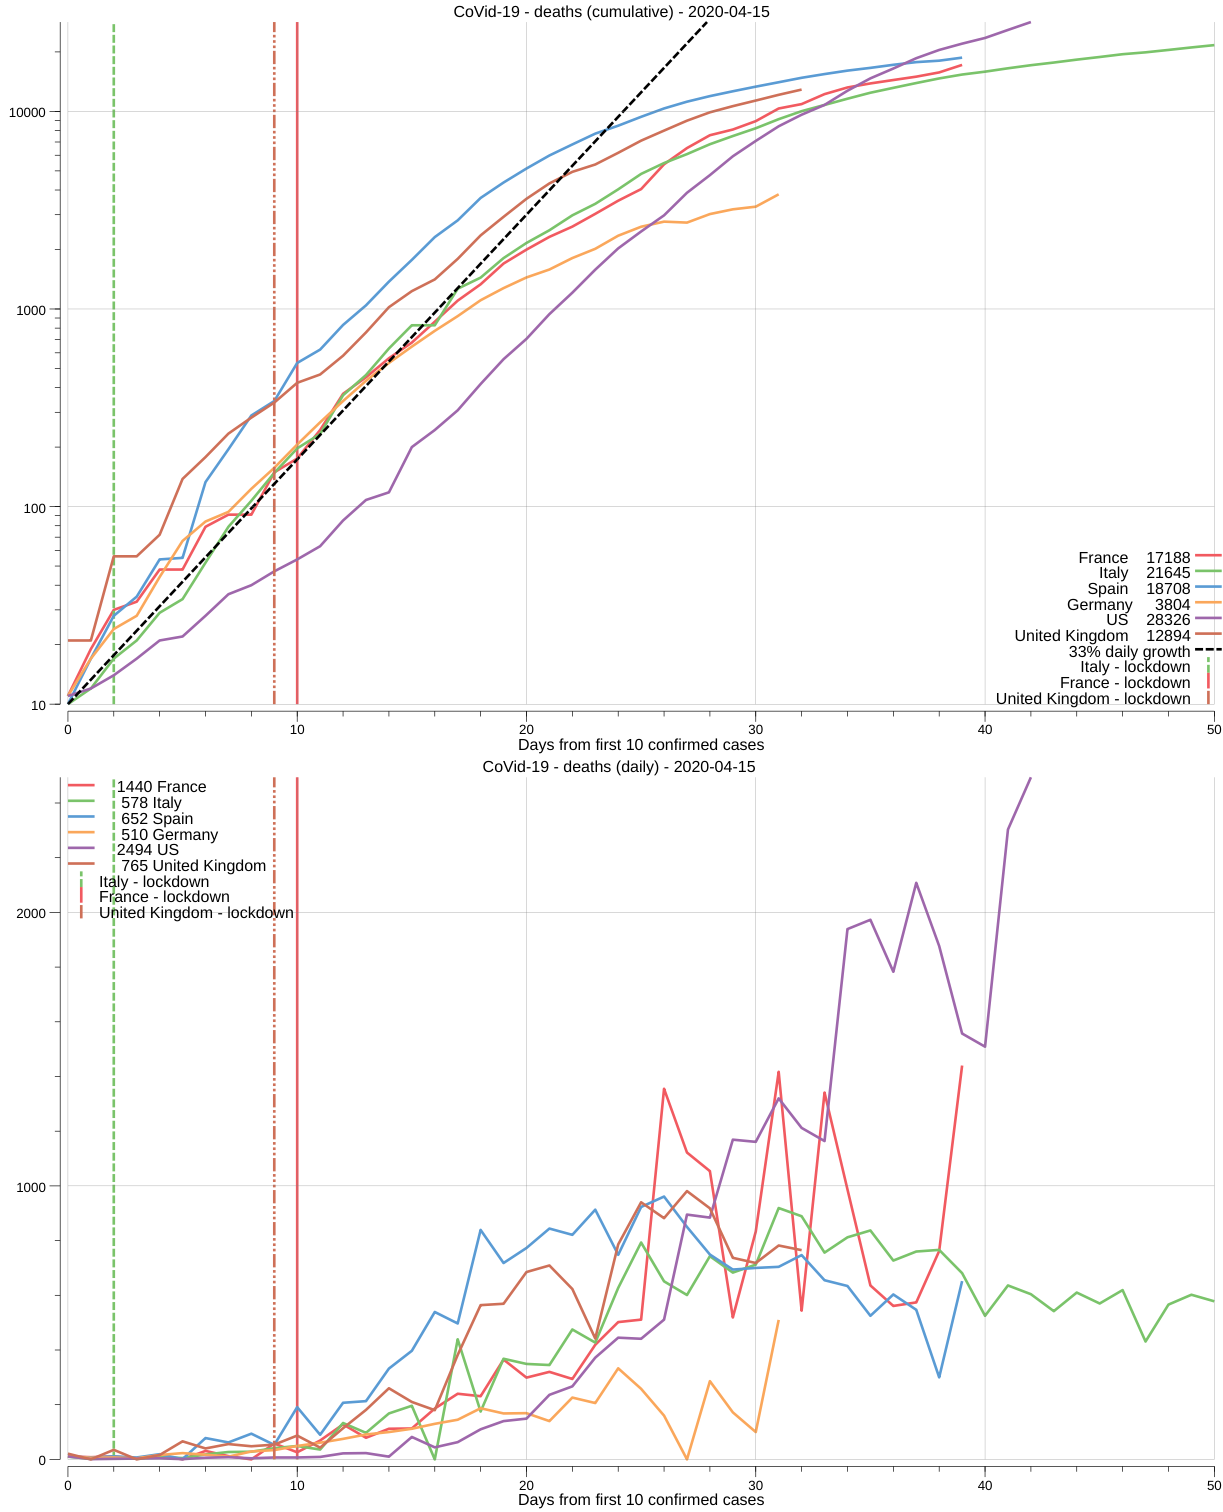 CoVid-19 - deaths (cumulative) - 2020-04-15
10000
1000
100
10
France 17188
Italy 21645
Spain 18708
Germany 3804
US 28326
United Kingdom 12894
33% daily growth
Italy - lockdown
France - lockdown
United Kingdom - lockdown
0 10 20 30 40 50
Days from first 10 confirmed cases
CoVid-19 - deaths (daily) - 2020-04-15
1440 France
578 Italy
652 Spain
510 Germany
2494 US
765 United Kingdom
Italy - lockdown
France - lockdown
United Kingdom - lockdown
2000
1000
0
0 10 20 30 40 50
Days from first 10 confirmed cases